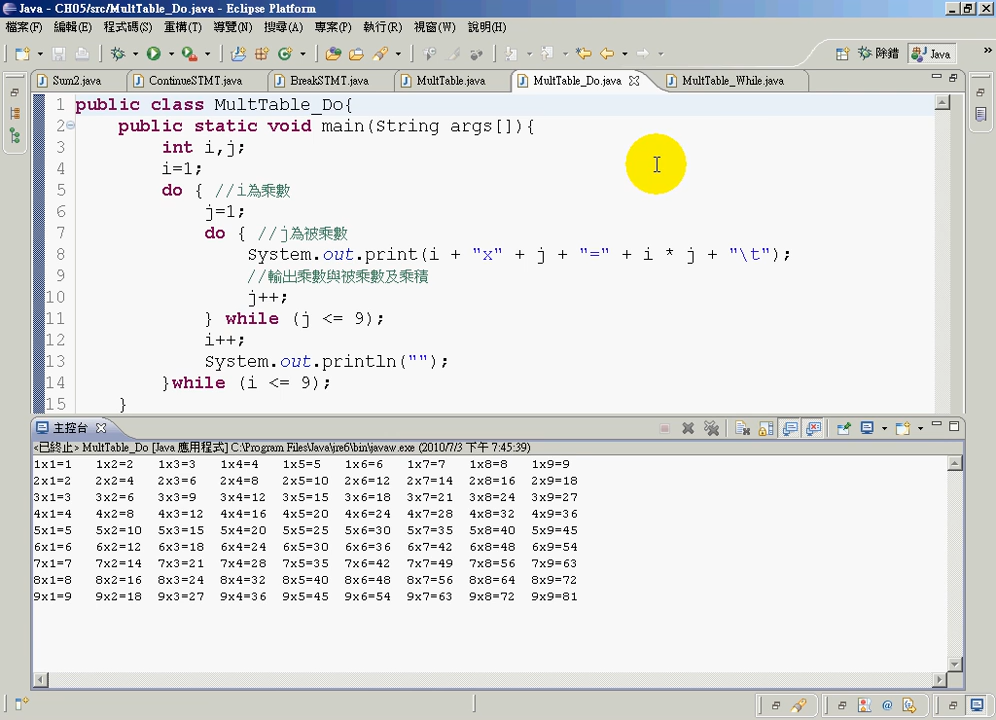 Java - CH05/src/MultTable_Do.java - Eclipse Platform
檔案(F) 編輯(E) 程式碼(S) 重構(T) 導覽(N) 搜尋(A) 專案(P) 執行(R) 視窗(W) 說明(H)
除錯 Java
Sum2.java ContinueSTMT.java BreakSTMT.java MultTable.java MultTable_Do.java MultTable_While.java
1 public class MultTable_Do{
2 public static void main(String args[]){
3 int i,j;
4 i=1;
5 do { //i為乘數
6 j=1;
7 do { //j為被乘數
8 System.out.print(i + "x" + j + "=" + i * j + "\t");
9 //輸出乘數與被乘數及乘積
10 j++;
11 } while (j <= 9);
12 i++;
13 System.out.println("");
14 }while (i <= 9);
15 }
主控台
<已終止> MultTable_Do [Java 應用程式] C:\Program Files\Java\jre6\bin\javaw.exe (2010/7/3 下午 7:45:39)
1x1=1 1x2=2 1x3=3 1x4=4 1x5=5 1x6=6 1x7=7 1x8=8 1x9=9
2x1=2 2x2=4 2x3=6 2x4=8 2x5=10 2x6=12 2x7=14 2x8=16 2x9=18
3x1=3 3x2=6 3x3=9 3x4=12 3x5=15 3x6=18 3x7=21 3x8=24 3x9=27
4x1=4 4x2=8 4x3=12 4x4=16 4x5=20 4x6=24 4x7=28 4x8=32 4x9=36
5x1=5 5x2=10 5x3=15 5x4=20 5x5=25 5x6=30 5x7=35 5x8=40 5x9=45
6x1=6 6x2=12 6x3=18 6x4=24 6x5=30 6x6=36 6x7=42 6x8=48 6x9=54
7x1=7 7x2=14 7x3=21 7x4=28 7x5=35 7x6=42 7x7=49 7x8=56 7x9=63
8x1=8 8x2=16 8x3=24 8x4=32 8x5=40 8x6=48 8x7=56 8x8=64 8x9=72
9x1=9 9x2=18 9x3=27 9x4=36 9x5=45 9x6=54 9x7=63 9x8=72 9x9=81